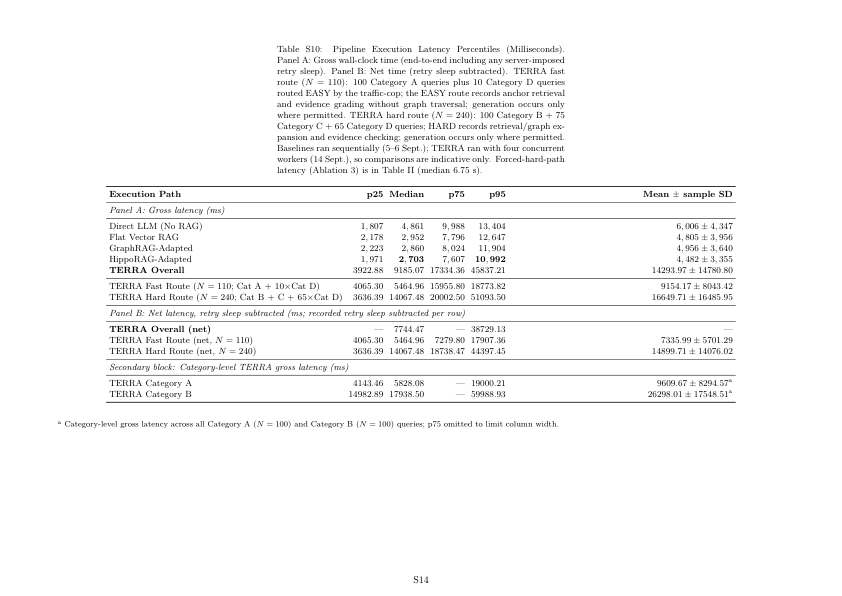 Table S10: Pipeline Execution Latency Percentiles (Milliseconds).
Panel A: Gross wall-clock time (end-to-end including any server-imposed
retry sleep). Panel B: Net time (retry sleep subtracted). TERRA fast
route (N = 110): 100 Category A queries plus 10 Category D queries
routed EASY by the traffic-cop; the EASY route records anchor retrieval
and evidence grading without graph traversal; generation occurs only
where permitted. TERRA hard route (N = 240): 100 Category B + 75
Category C + 65 Category D queries; HARD records retrieval/graph ex-
pansion and evidence checking; generation occurs only where permitted.
Baselines ran sequentially (5–6 Sept.); TERRA ran with four concurrent
workers (14 Sept.), so comparisons are indicative only. Forced-hard-path
latency (Ablation 3) is in Table II (median 6.75 s).
Execution Path p25 Median p75 p95 Mean ± sample SD
Panel A: Gross latency (ms)
Direct LLM (No RAG) 1,807 4,861 9,988 13,404 6,006 ± 4,347
Flat Vector RAG 2,178 2,952 7,796 12,647 4,805 ± 3,956
GraphRAG-Adapted 2,223 2,860 8,024 11,904 4,956 ± 3,640
HippoRAG-Adapted 1,971 2,703 7,607 10,992 4,482 ± 3,355
TERRA Overall 3922.88 9185.07 17334.36 45837.21 14293.97 ± 14780.80
TERRA Fast Route (N = 110; Cat A + 10×Cat D) 4065.30 5464.96 15955.80 18773.82 9154.17 ± 8043.42
TERRA Hard Route (N = 240; Cat B + C + 65×Cat D) 3636.39 14067.48 20002.50 51093.50 16649.71 ± 16485.95
Panel B: Net latency, retry sleep subtracted (ms; recorded retry sleep subtracted per row)
TERRA Overall (net) — 7744.47 — 38729.13 —
TERRA Fast Route (net, N = 110) 4065.30 5464.96 7279.80 17907.36 7335.99 ± 5701.29
TERRA Hard Route (net, N = 240) 3636.39 14067.48 18738.47 44397.45 14899.71 ± 14076.02
Secondary block: Category-level TERRA gross latency (ms)
TERRA Category A 4143.46 5828.08 — 19000.21 9609.67 ± 8294.57ᵃ
TERRA Category B 14982.89 17938.50 — 59988.93 26298.01 ± 17548.51ᵃ
ᵃ Category-level gross latency across all Category A (N = 100) and Category B (N = 100) queries; p75 omitted to limit column width.
S14